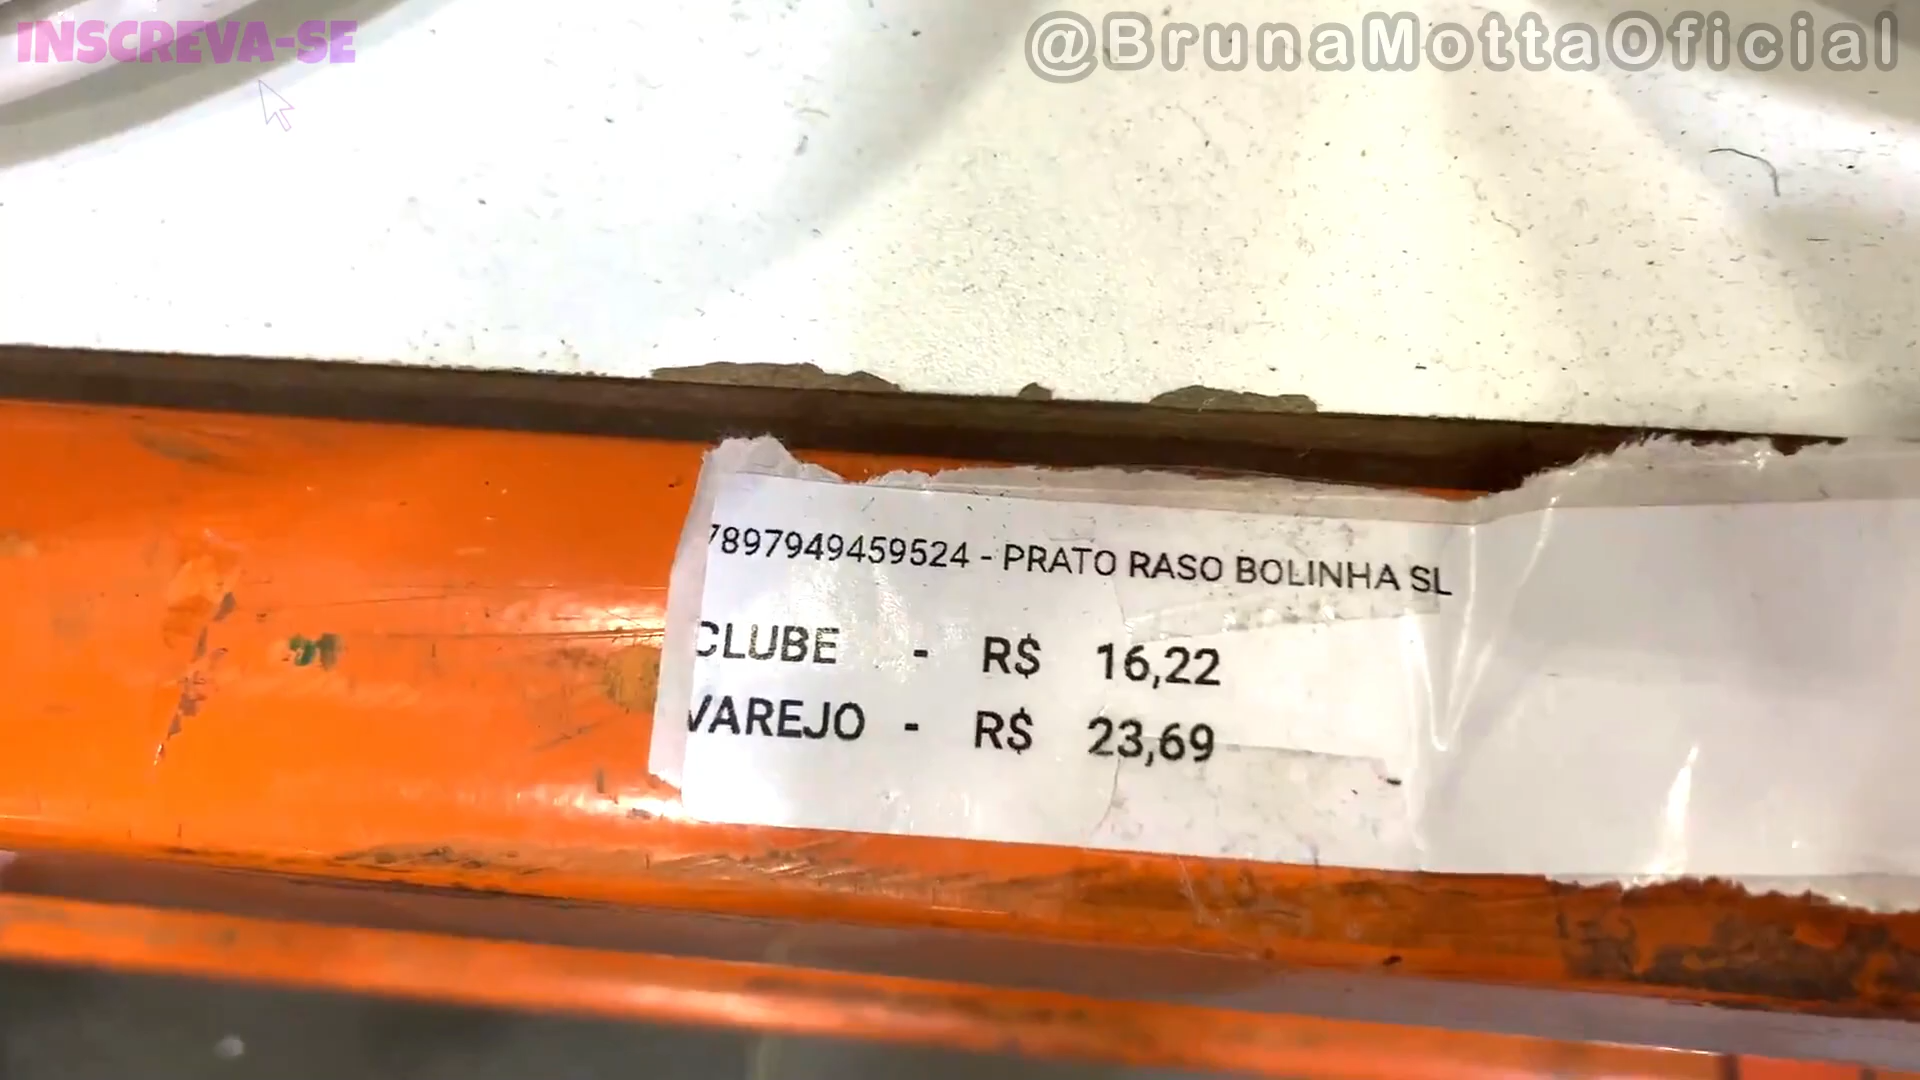 INSCREVA-SE
@BrunaMottaOficial
7897949459524 - PRATO RASO BOLINHA SL
CLUBE - R$ 16,22
VAREJO - R$ 23,69